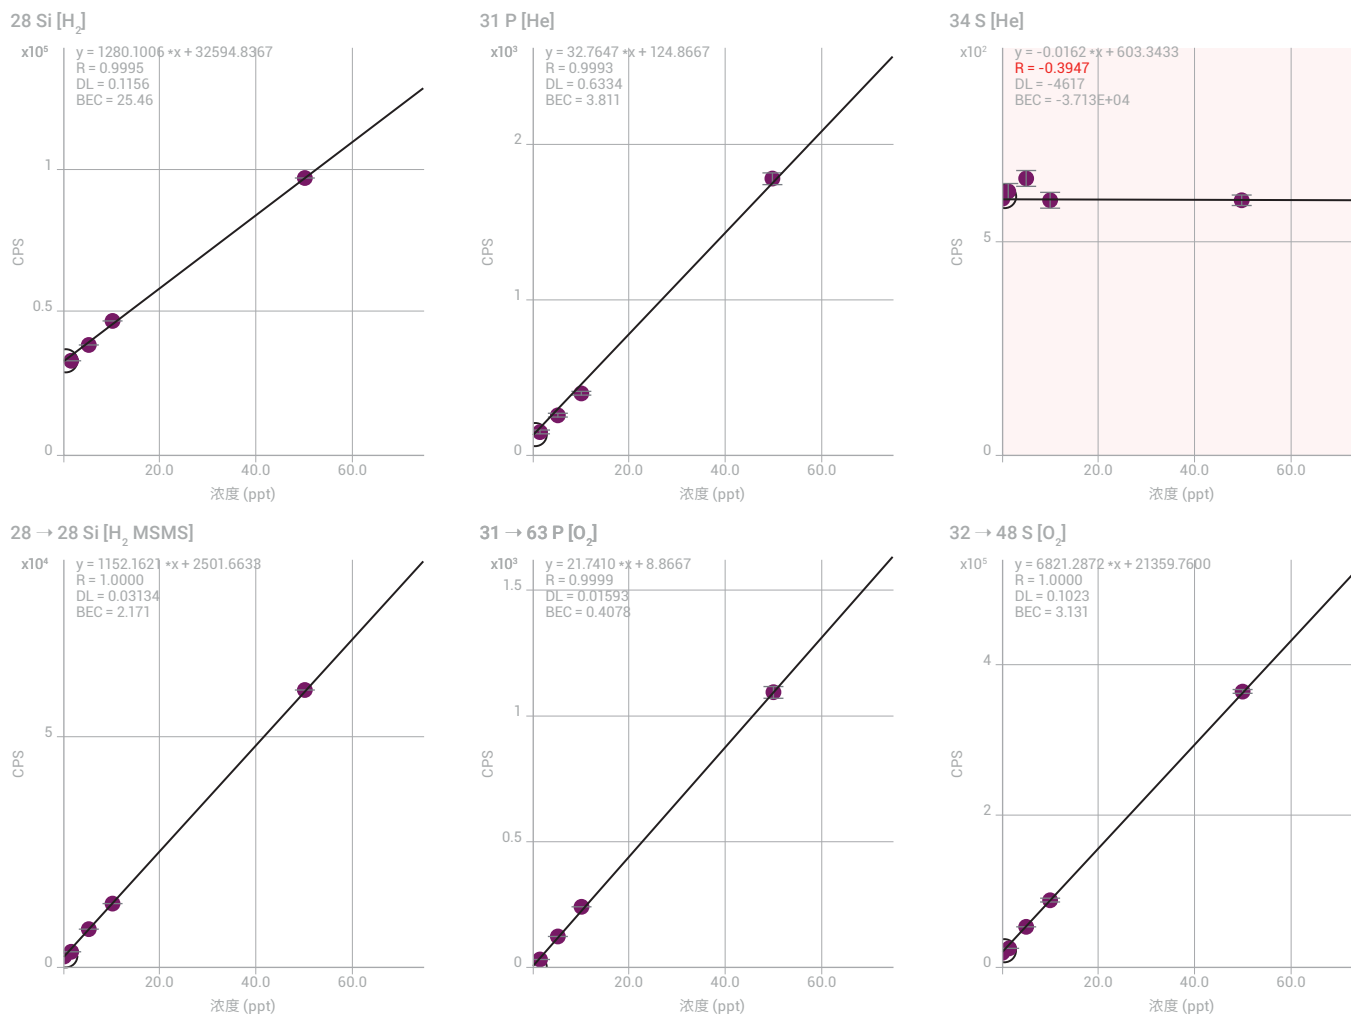 28 Si [H2]
x10⁵
y = 1280.1006 *x + 32594.8367
R = 0.9995
DL = 0.1156
BEC = 25.46
1
CPS
0.5
0
20.0 40.0 60.0
浓度 (ppt)
31 P [He]
x10³
y = 32.7647 *x + 124.8667
R = 0.9993
DL = 0.6334
BEC = 3.811
2
CPS
1
0
20.0 40.0 60.0
浓度 (ppt)
34 S [He]
x10²
y = -0.0162 *x + 603.3433
R = -0.3947
DL = -4617
BEC = -3.713E+04
CPS
5
0
20.0 40.0 60.0
浓度 (ppt)
28 → 28 Si [H2 MSMS]
x10⁴
y = 1152.1621 *x + 2501.6633
R = 1.0000
DL = 0.03134
BEC = 2.171
5
CPS
0
20.0 40.0 60.0
浓度 (ppt)
31 → 63 P [O2]
x10³
y = 21.7410 *x + 8.8667
1.5
R = 0.9999
DL = 0.01593
BEC = 0.4078
1
CPS
0.5
0
20.0 40.0 60.0
浓度 (ppt)
32 → 48 S [O2]
x10⁵
y = 6821.2872 *x + 21359.7600
R = 1.0000
DL = 0.1023
BEC = 3.131
4
CPS
2
0
20.0 40.0 60.0
浓度 (ppt)